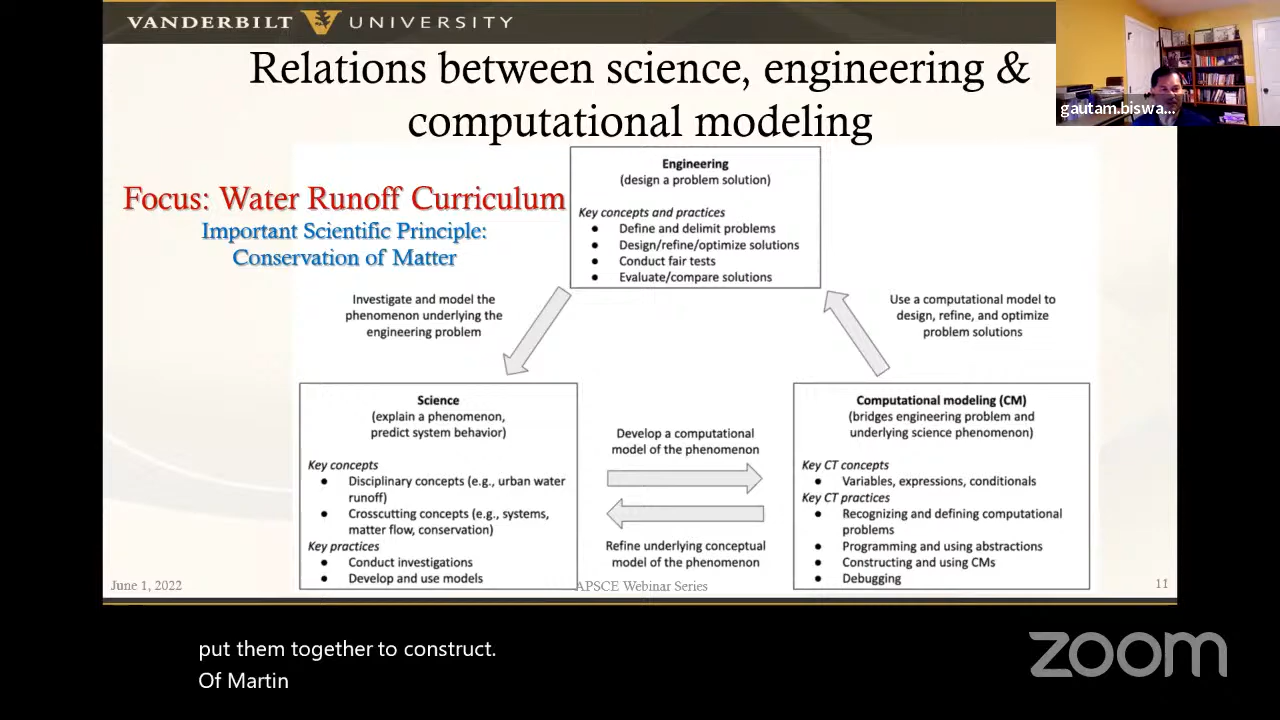 VANDERBILT UNIVERSITY
Relations between science, engineering &
computational modeling
gautam.biswa...
Focus: Water Runoff Curriculum
Important Scientific Principle:
Conservation of Matter
Engineering
(design a problem solution)
Key concepts and practices
● Define and delimit problems
● Design/refine/optimize solutions
● Conduct fair tests
● Evaluate/compare solutions
Investigate and model the
phenomenon underlying the
engineering problem
Use a computational model to
design, refine, and optimize
problem solutions
Science
(explain a phenomenon,
predict system behavior)
Key concepts
● Disciplinary concepts (e.g., urban water
runoff)
● Crosscutting concepts (e.g., systems,
matter flow, conservation)
Key practices
● Conduct investigations
● Develop and use models
Develop a computational
model of the phenomenon
Refine underlying conceptual
model of the phenomenon
Computational modeling (CM)
(bridges engineering problem and
underlying science phenomenon)
Key CT concepts
● Variables, expressions, conditionals
Key CT practices
● Recognizing and defining computational
problems
● Programming and using abstractions
● Constructing and using CMs
● Debugging
June 1, 2022
APSCE Webinar Series
11
put them together to construct.
Of Martin
zoom